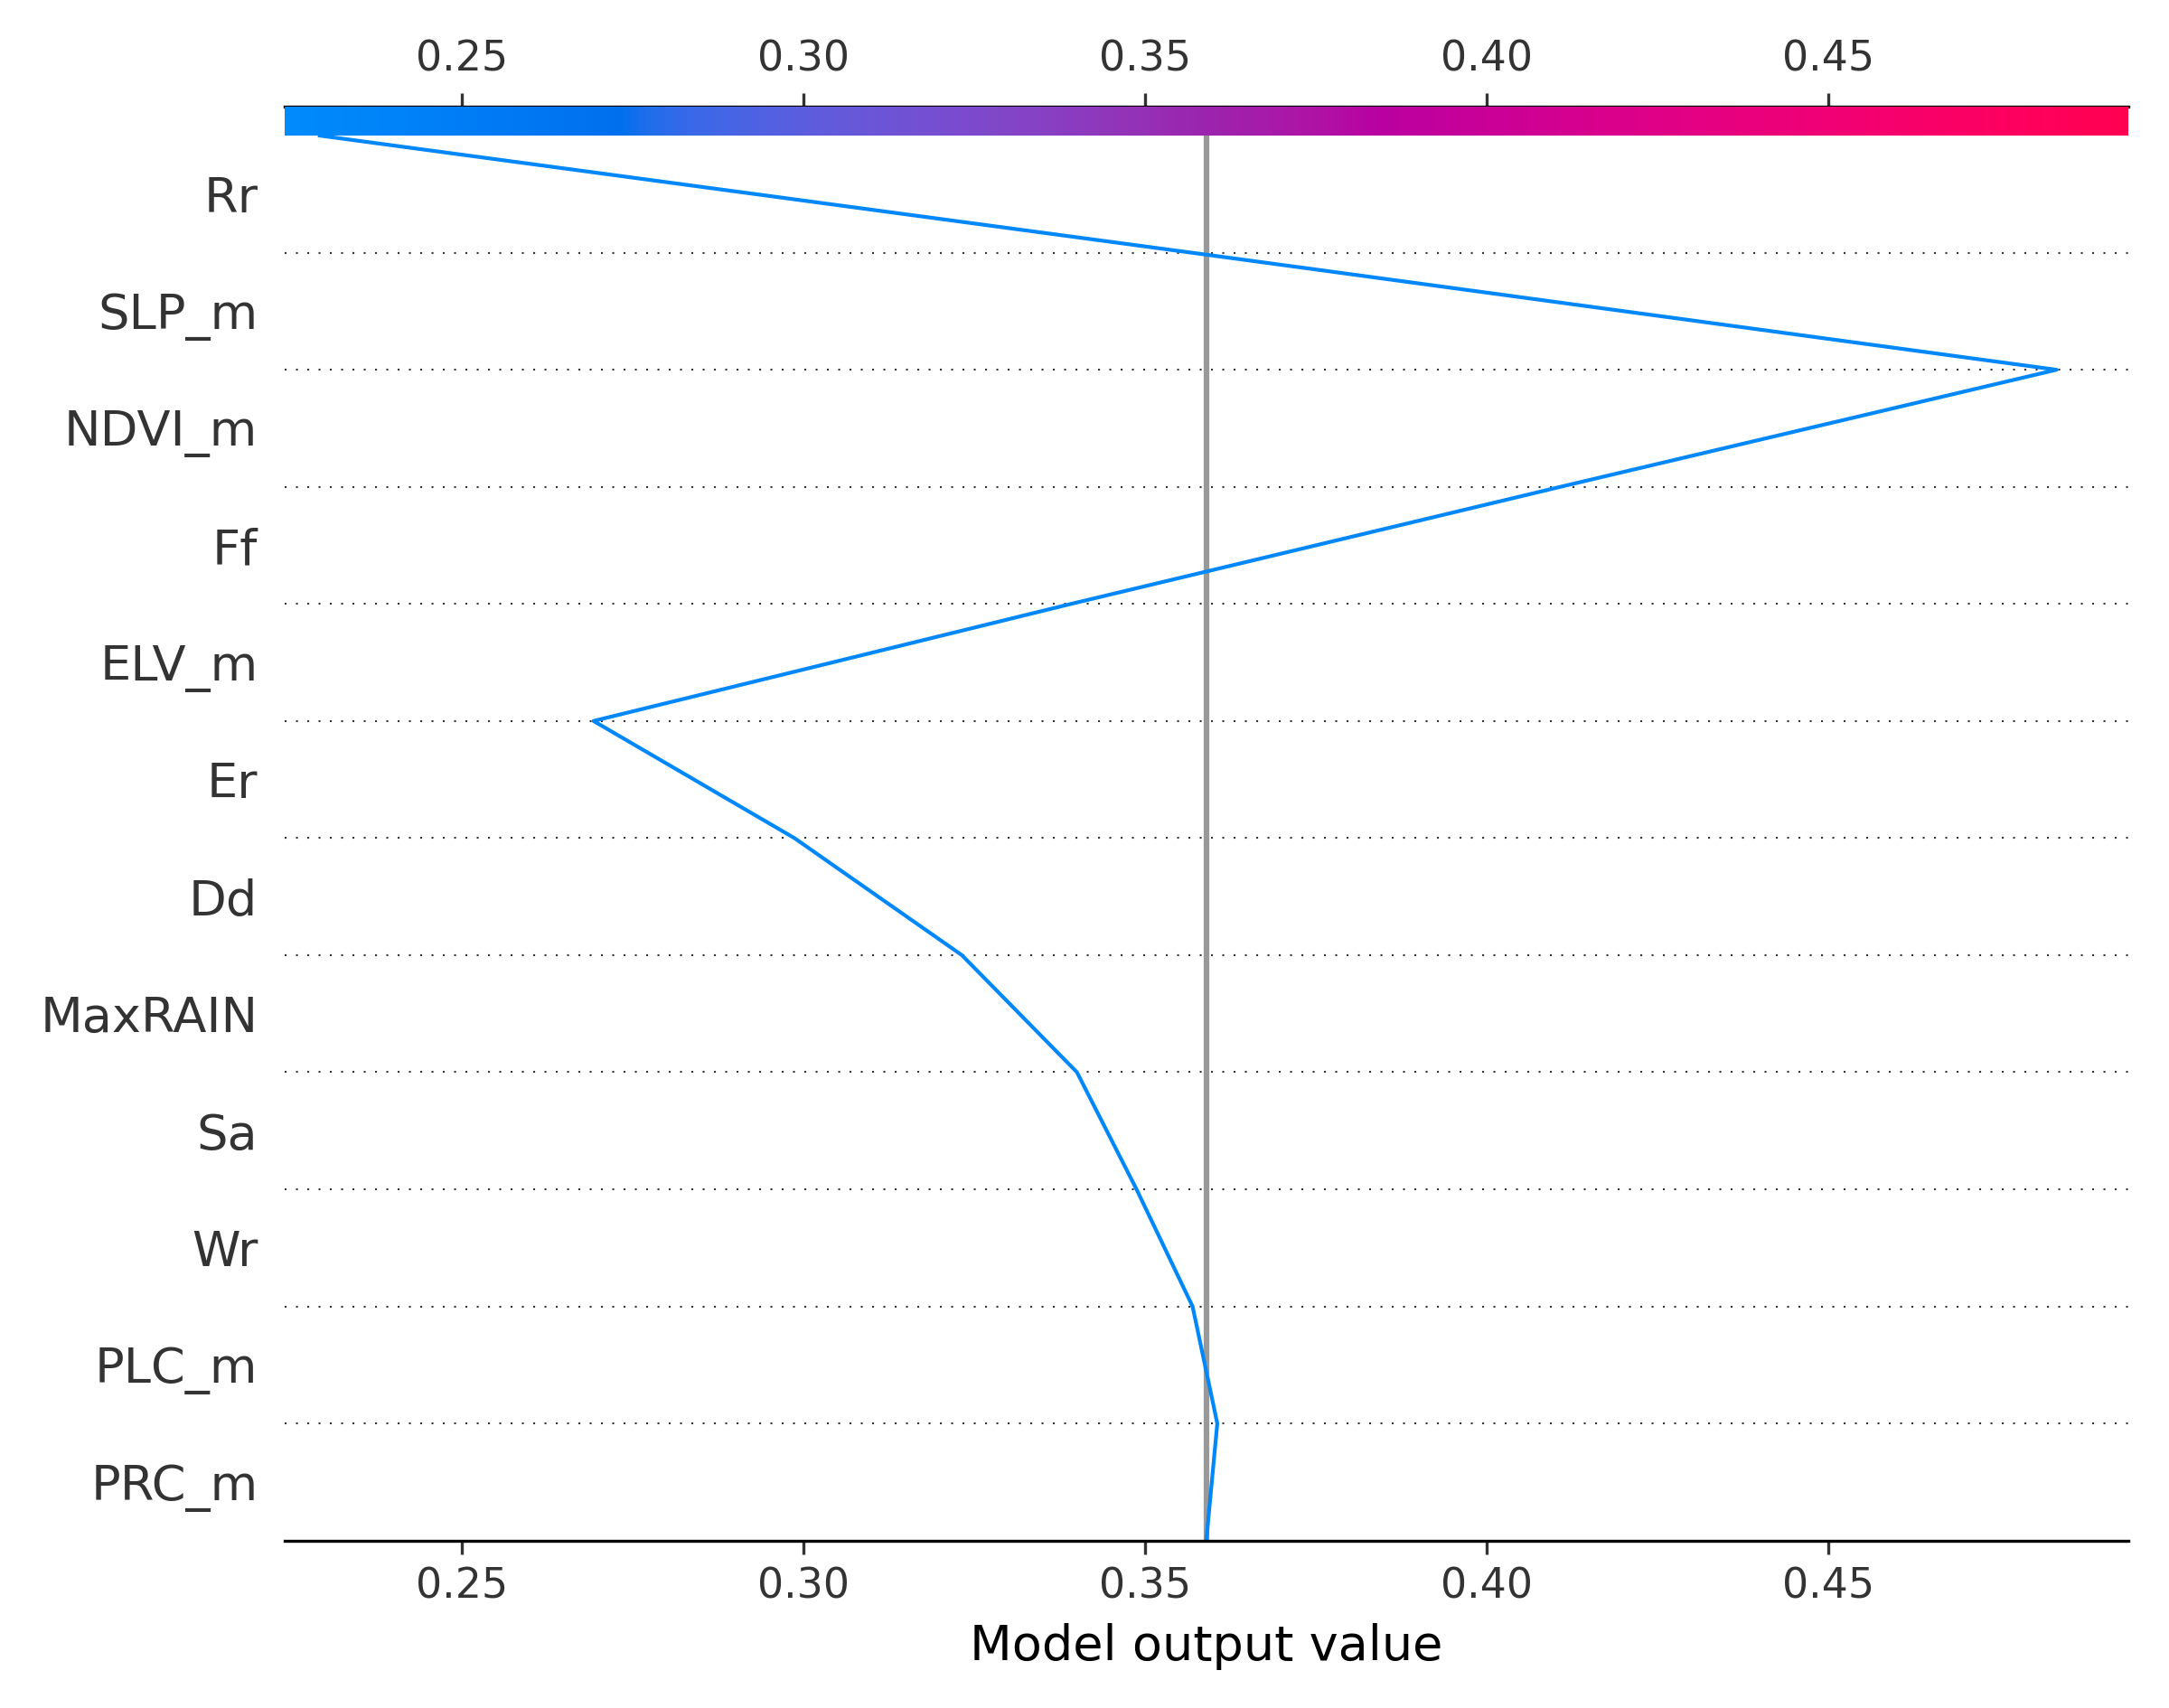 0.25 0.30 0.35 0.40 0.45
Rr
SLP_m
NDVI_m
Ff
ELV_m
Er
Dd
MaxRAIN
Sa
Wr
PLC_m
PRC_m
0.25 0.30 0.35 0.40 0.45
Model output value